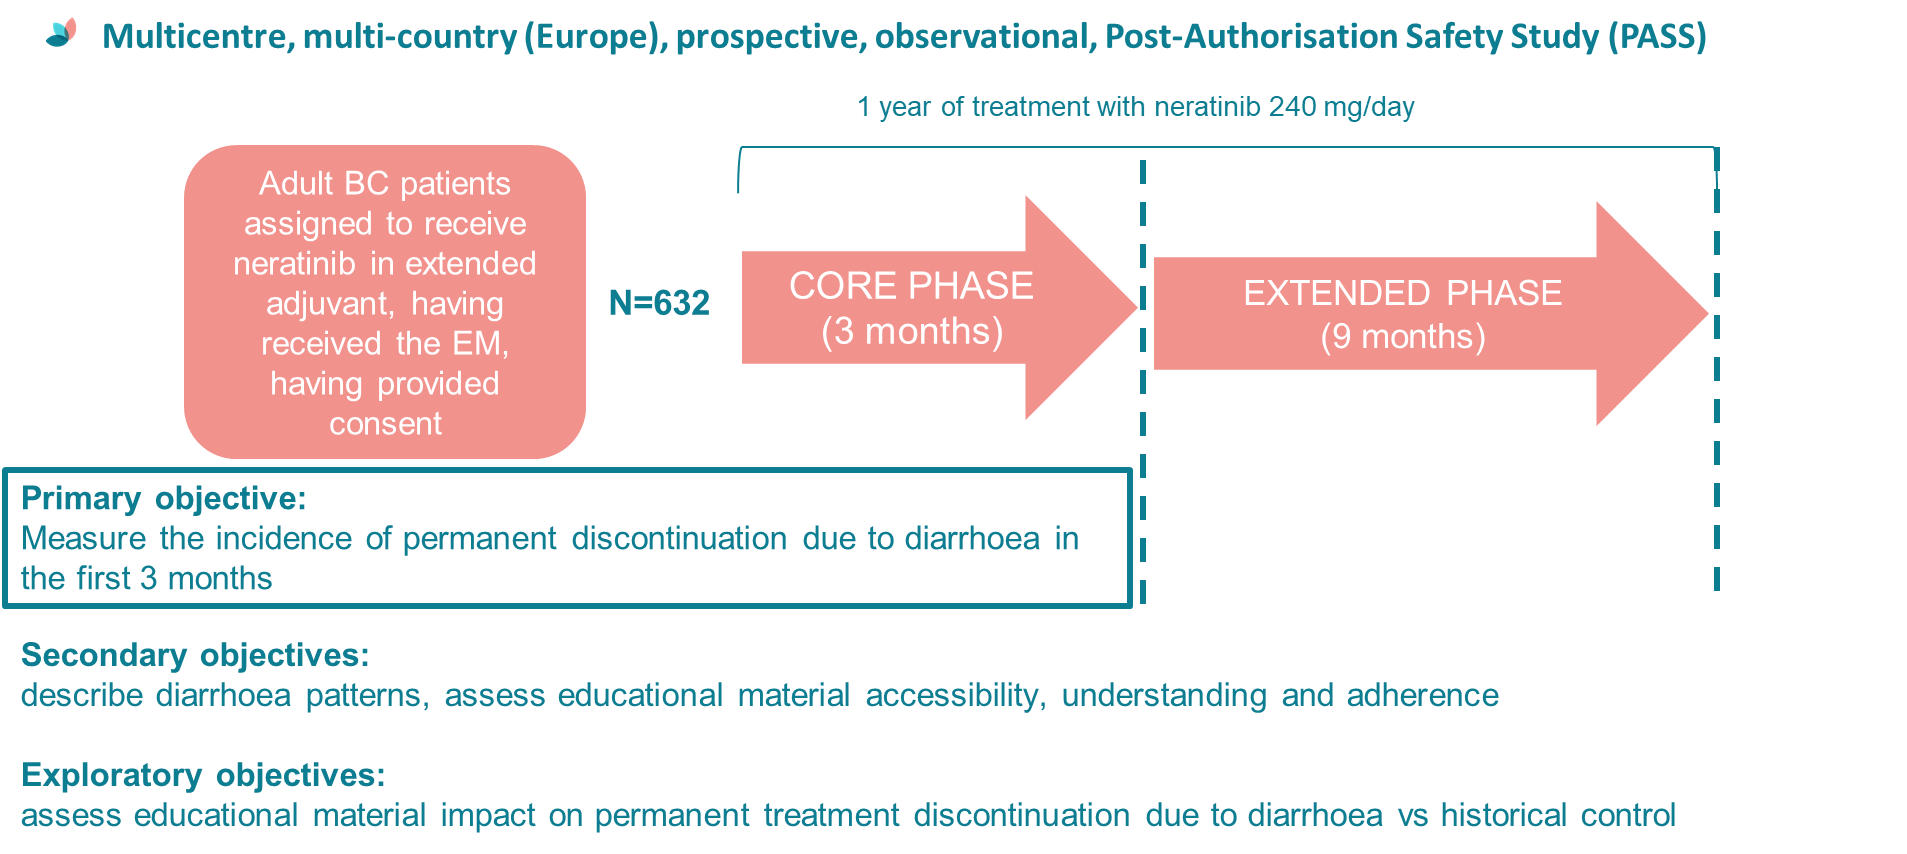 Multicentre, multi-country (Europe), prospective, observational, Post-Authorisation Safety Study (PASS)
1 year of treatment with neratinib 240 mg/day
Adult BC patients
assigned to receive
neratinib in extended
adjuvant, having
received the EM,
having provided
consent
N=632
CORE PHASE
(3 months)
EXTENDED PHASE
(9 months)
Primary objective:
Measure the incidence of permanent discontinuation due to diarrhoea in
the first 3 months
Secondary objectives:
describe diarrhoea patterns, assess educational material accessibility, understanding and adherence
Exploratory objectives:
assess educational material impact on permanent treatment discontinuation due to diarrhoea vs historical control